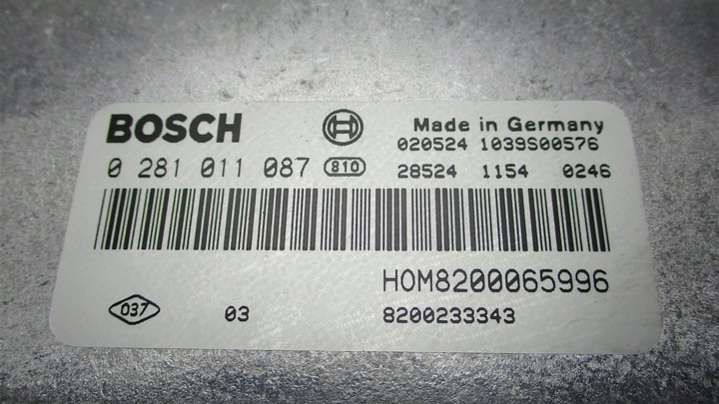 BOSCH Made in Germany
020524 1039S00576
0 281 011 087 810 28524 1154 0246
HOM8200065996
037 03 8200233343